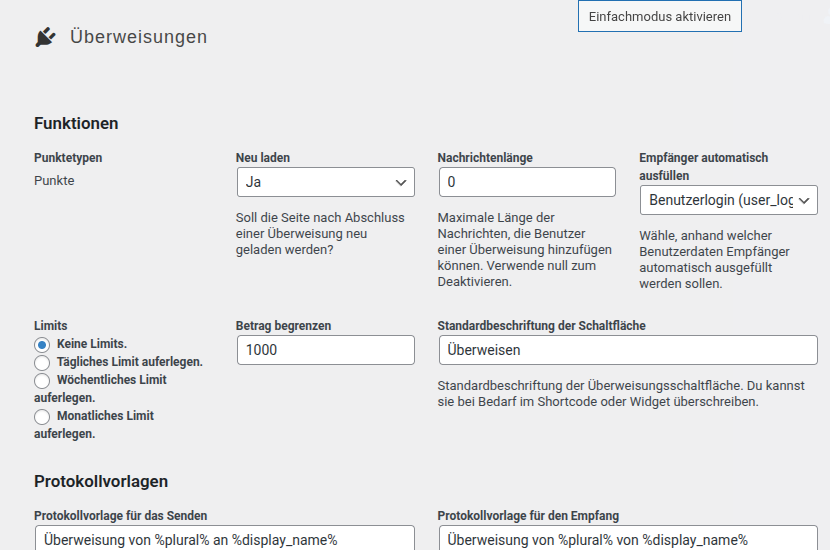 Einfachmodus aktivieren
Überweisungen
Funktionen
Punktetypen
Punkte
Neu laden
Ja
Soll die Seite nach Abschluss
einer Überweisung neu
geladen werden?
Nachrichtenlänge
0
Maximale Länge der
Nachrichten, die Benutzer
einer Überweisung hinzufügen
können. Verwende null zum
Deaktivieren.
Empfänger automatisch
ausfüllen
Benutzerlogin (user_log
Wähle, anhand welcher
Benutzerdaten Empfänger
automatisch ausgefüllt
werden sollen.
Limits
Keine Limits.
Tägliches Limit auferlegen.
Wöchentliches Limit
auferlegen.
Monatliches Limit
auferlegen.
Betrag begrenzen
1000
Standardbeschriftung der Schaltfläche
Überweisen
Standardbeschriftung der Überweisungsschaltfläche. Du kannst
sie bei Bedarf im Shortcode oder Widget überschreiben.
Protokollvorlagen
Protokollvorlage für das Senden
Überweisung von %plural% an %display_name%
Protokollvorlage für den Empfang
Überweisung von %plural% von %display_name%